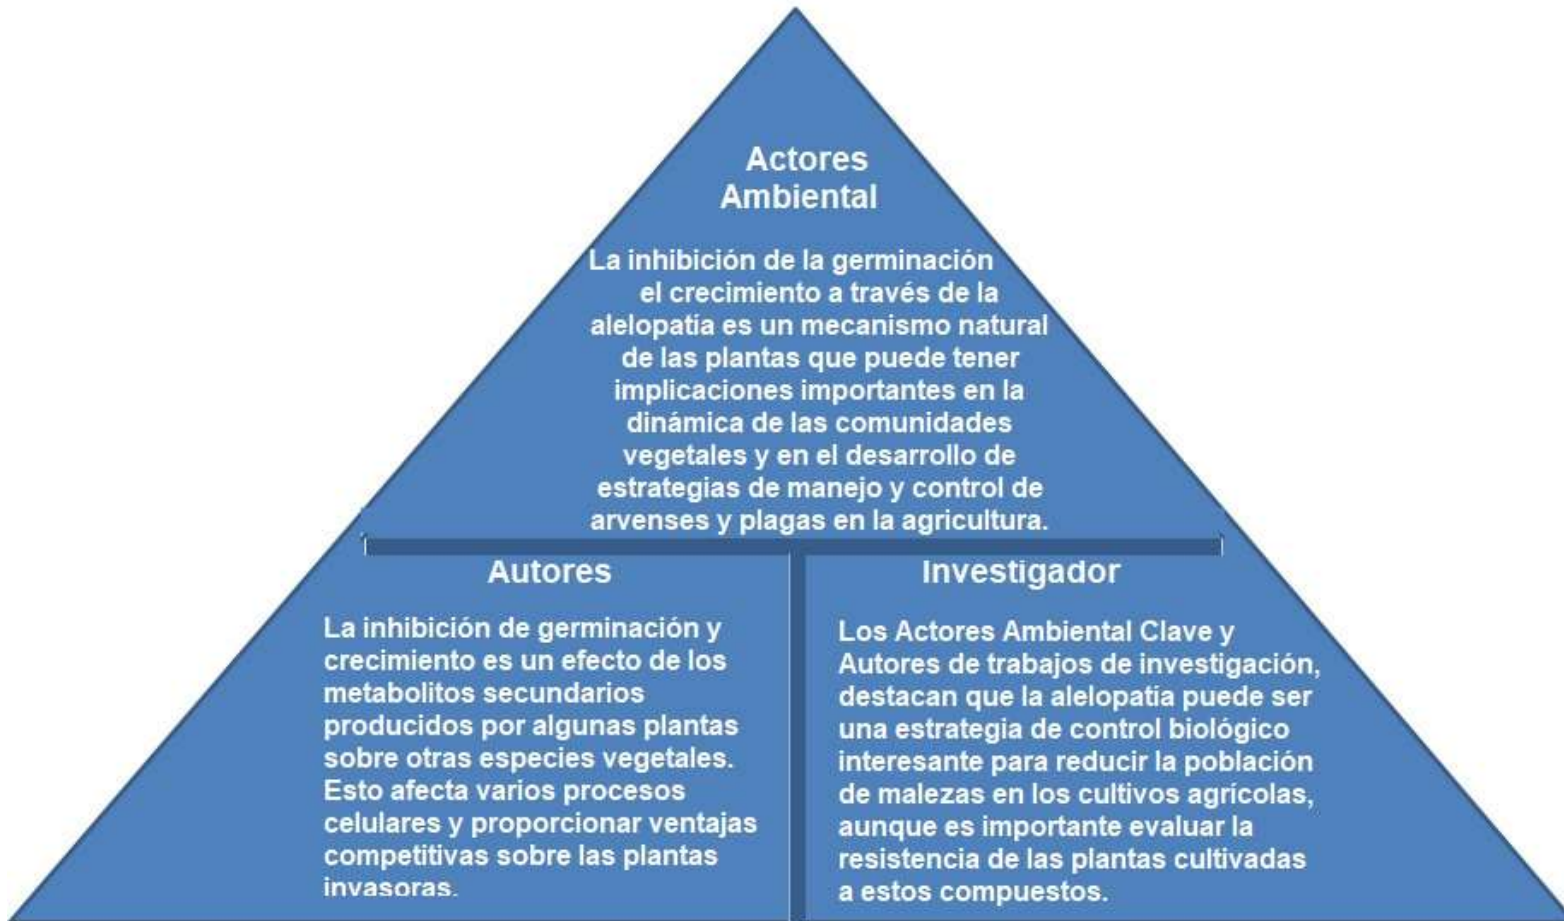 Actores
Ambiental
La inhibición de la germinación
el crecimiento a través de la
alelopatía es un mecanismo natural
de las plantas que puede tener
implicaciones importantes en la
dinámica de las comunidades
vegetales y en el desarrollo de
estrategias de manejo y control de
arvenses y plagas en la agricultura.
Autores
La inhibición de germinación y
crecimiento es un efecto de los
metabolitos secundarios
producidos por algunas plantas
sobre otras especies vegetales.
Esto afecta varios procesos
celulares y proporcionar ventajas
competitivas sobre las plantas
invasoras.
Investigador
Los Actores Ambiental Clave y
Autores de trabajos de investigación,
destacan que la alelopatía puede ser
una estrategia de control biológico
interesante para reducir la población
de malezas en los cultivos agrícolas,
aunque es importante evaluar la
resistencia de las plantas cultivadas
a estos compuestos.